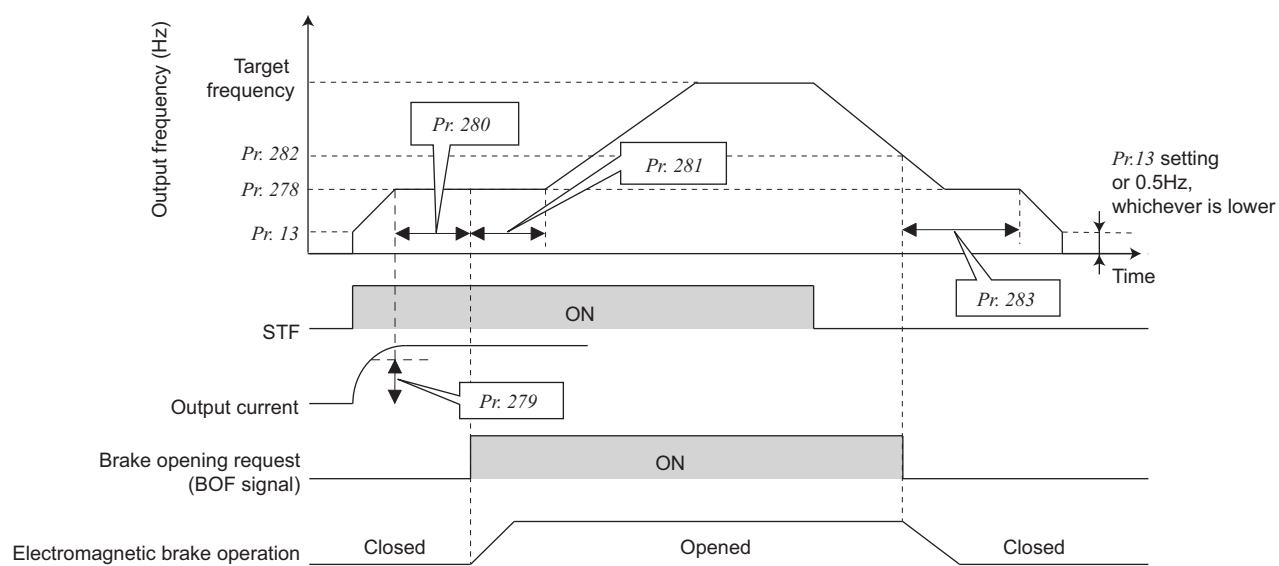 Output frequency (Hz)
Target
frequency
Pr. 280
Pr. 282
Pr. 281
Pr. 278
Pr. 13
Pr.13 setting
or 0.5Hz,
whichever is lower
Time
Pr. 283
STF
ON
Output current
Pr. 279
Brake opening request
(BOF signal)
ON
Electromagnetic brake operation
Closed
Opened
Closed